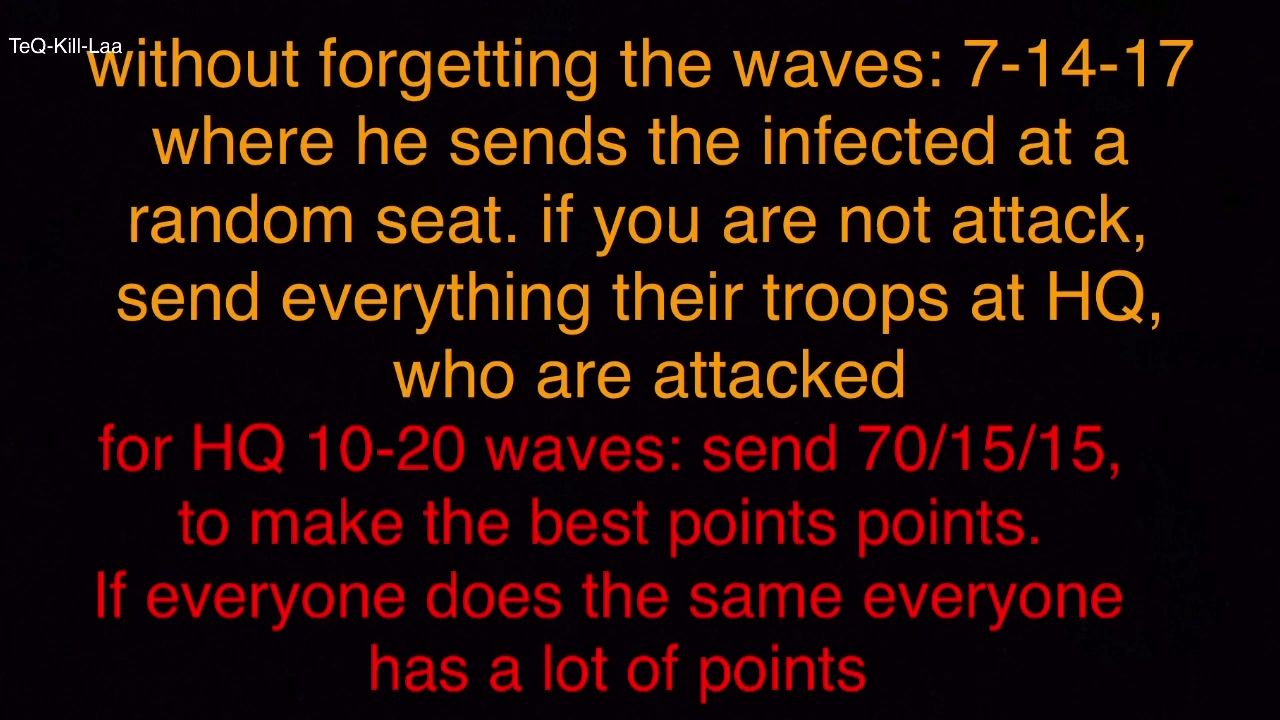 TeQ-Kill-Laa
without forgetting the waves: 7-14-17
where he sends the infected at a
random seat. if you are not attack,
send everything their troops at HQ,
who are attacked
for HQ 10-20 waves: send 70/15/15,
to make the best points points.
If everyone does the same everyone
has a lot of points